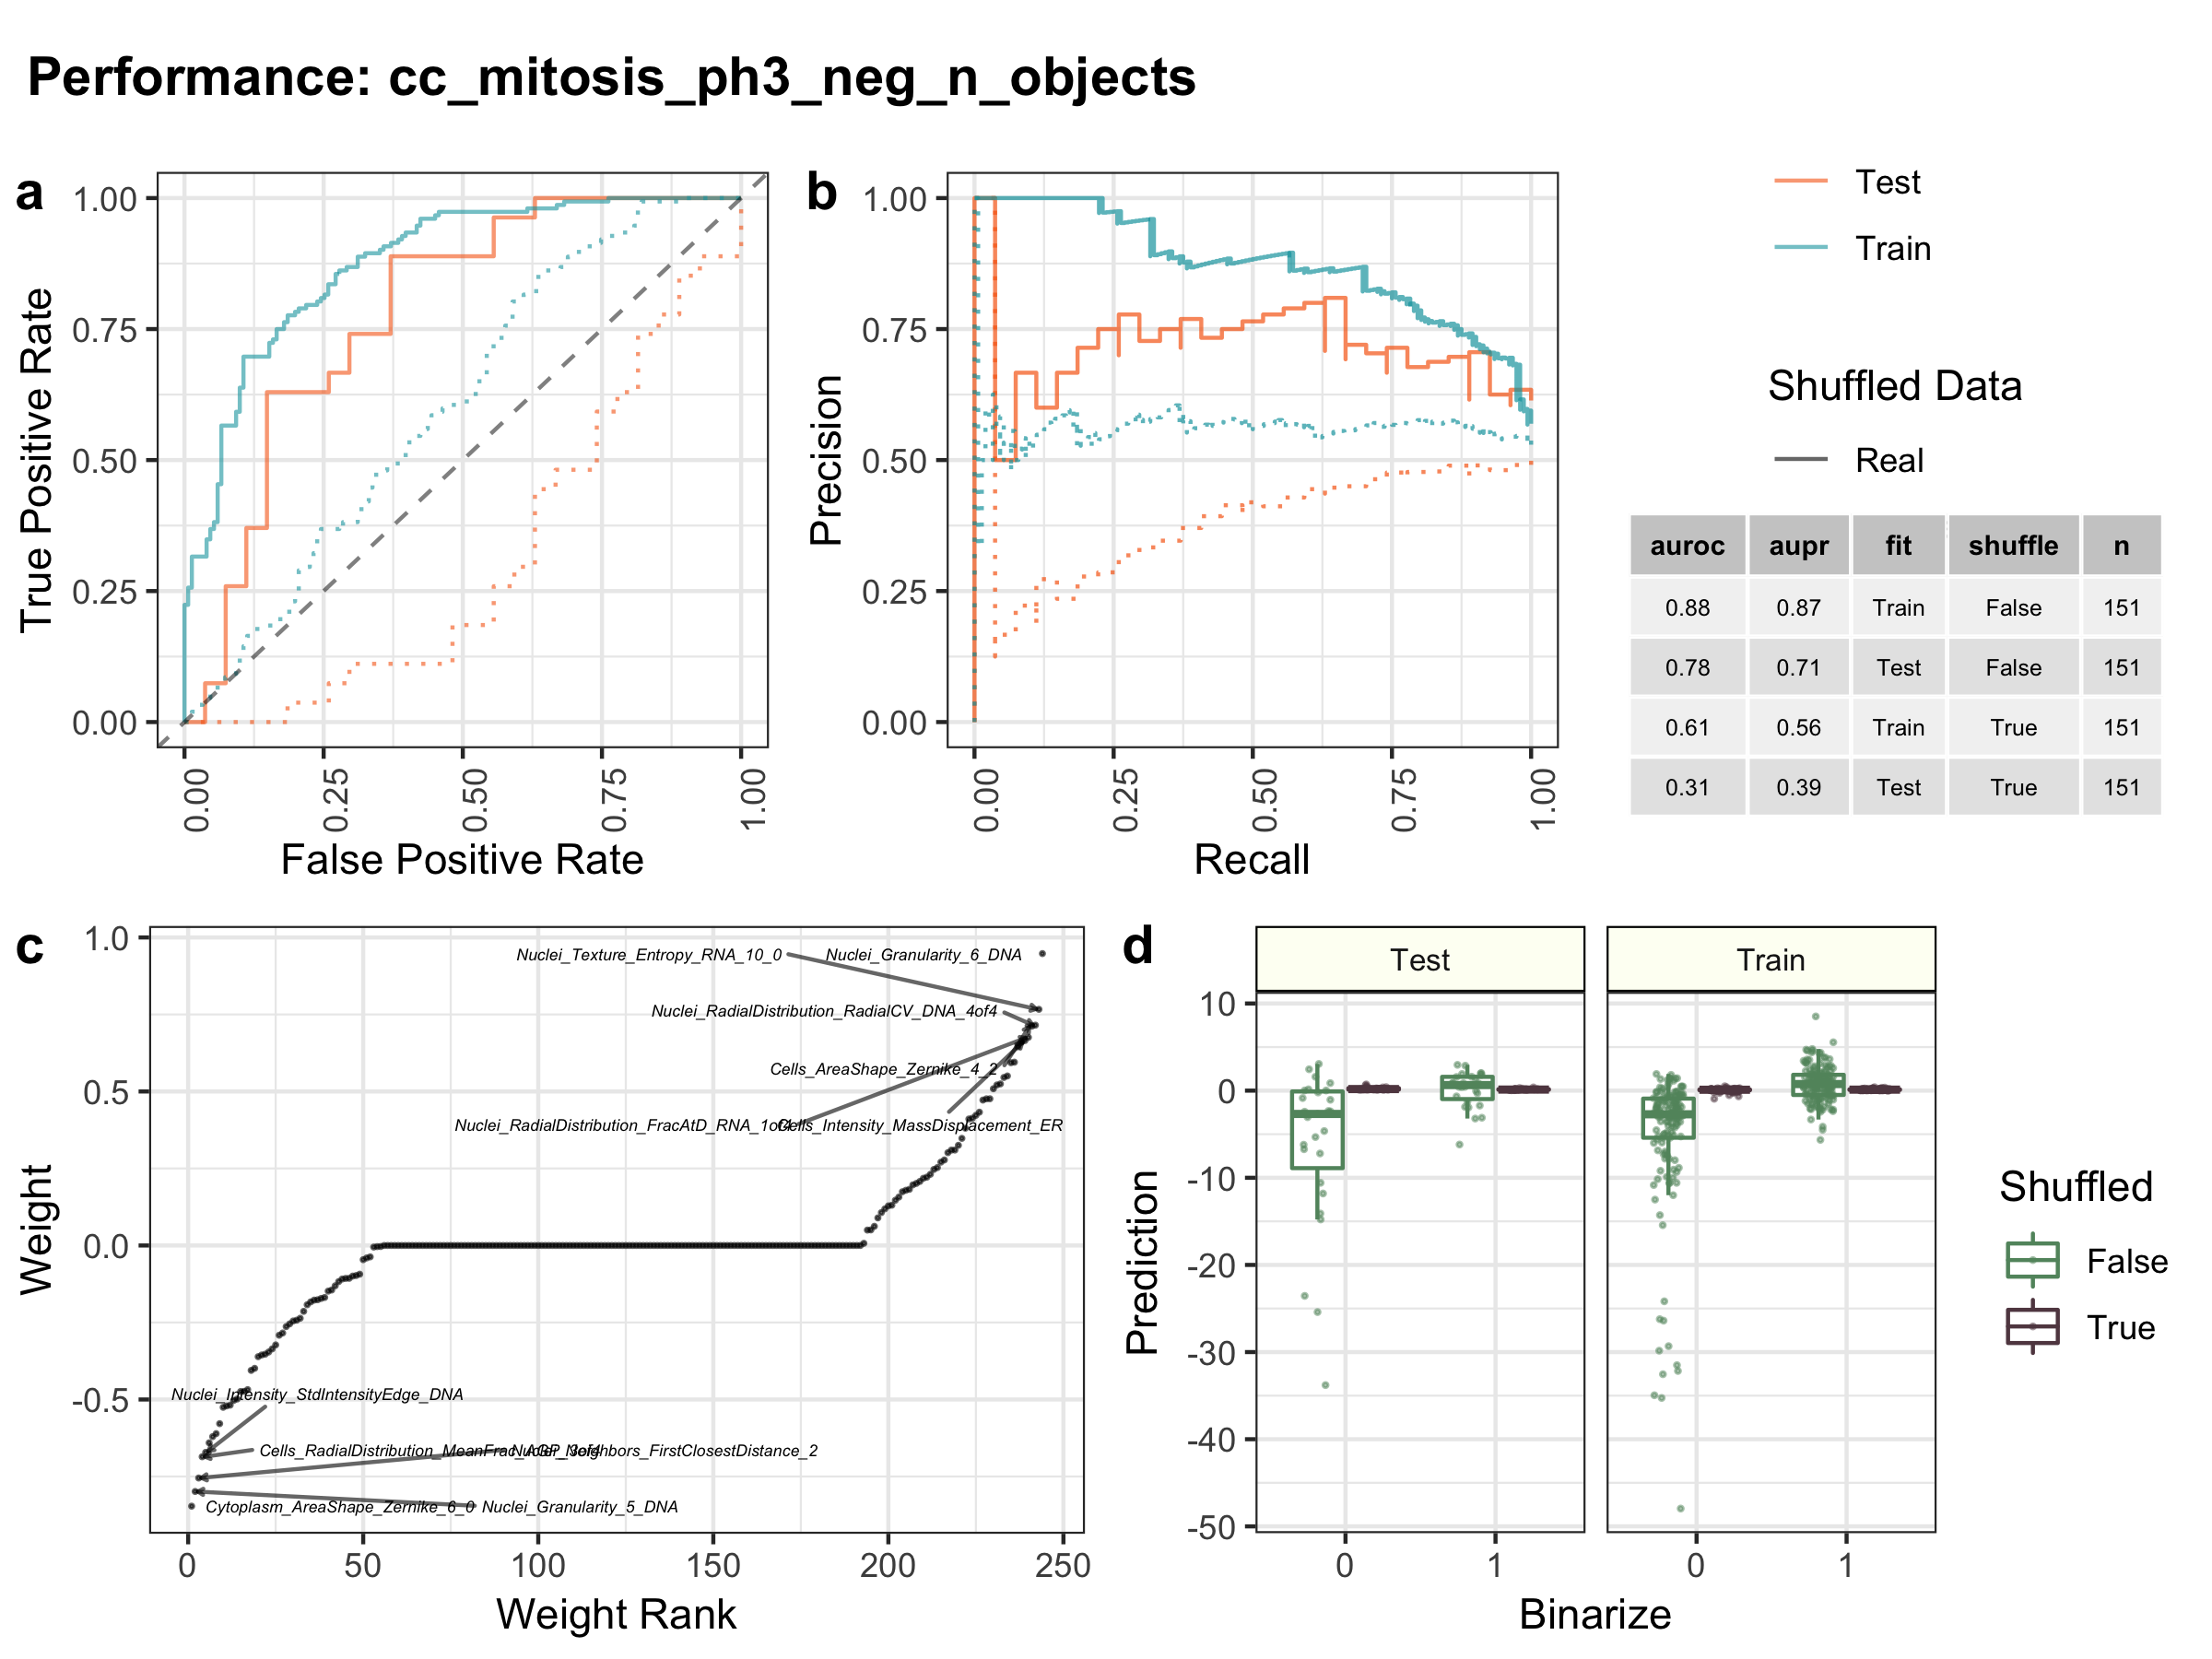 Performance: cc_mitosis_ph3_neg_n_objects
a
1.00
0.75
0.50
0.25
0.00
True Positive Rate
0.00
0.25
0.50
0.75
1.00
False Positive Rate
b
1.00
0.75
0.50
0.25
0.00
Precision
0.00
0.25
0.50
0.75
1.00
Recall
Test
Train
Shuffled Data
Real
auroc aupr fit shuffle n
0.88 0.87 Train False 151
0.78 0.71 Test False 151
0.61 0.56 Train True 151
0.31 0.39 Test True 151
c
1.0
0.5
0.0
-0.5
Weight
Nuclei_Texture_Entropy_RNA_10_0
Nuclei_Granularity_6_DNA
Nuclei_RadialDistribution_RadialCV_DNA_4of4
Cells_AreaShape_Zernike_4_2
Nuclei_RadialDistribution_FracAtD_RNA_1of4
Cells_Intensity_MassDisplacement_ER
Nuclei_Intensity_StdIntensityEdge_DNA
Cells_RadialDistribution_MeanFrac_AGP_3of4
Nuclei_Neighbors_FirstClosestDistance_2
Cytoplasm_AreaShape_Zernike_6_0
Nuclei_Granularity_5_DNA
0
50
100
150
200
250
Weight Rank
d
Test
Train
10
0
-10
-20
-30
-40
-50
Prediction
0
1
0
1
Binarize
Shuffled
False
True